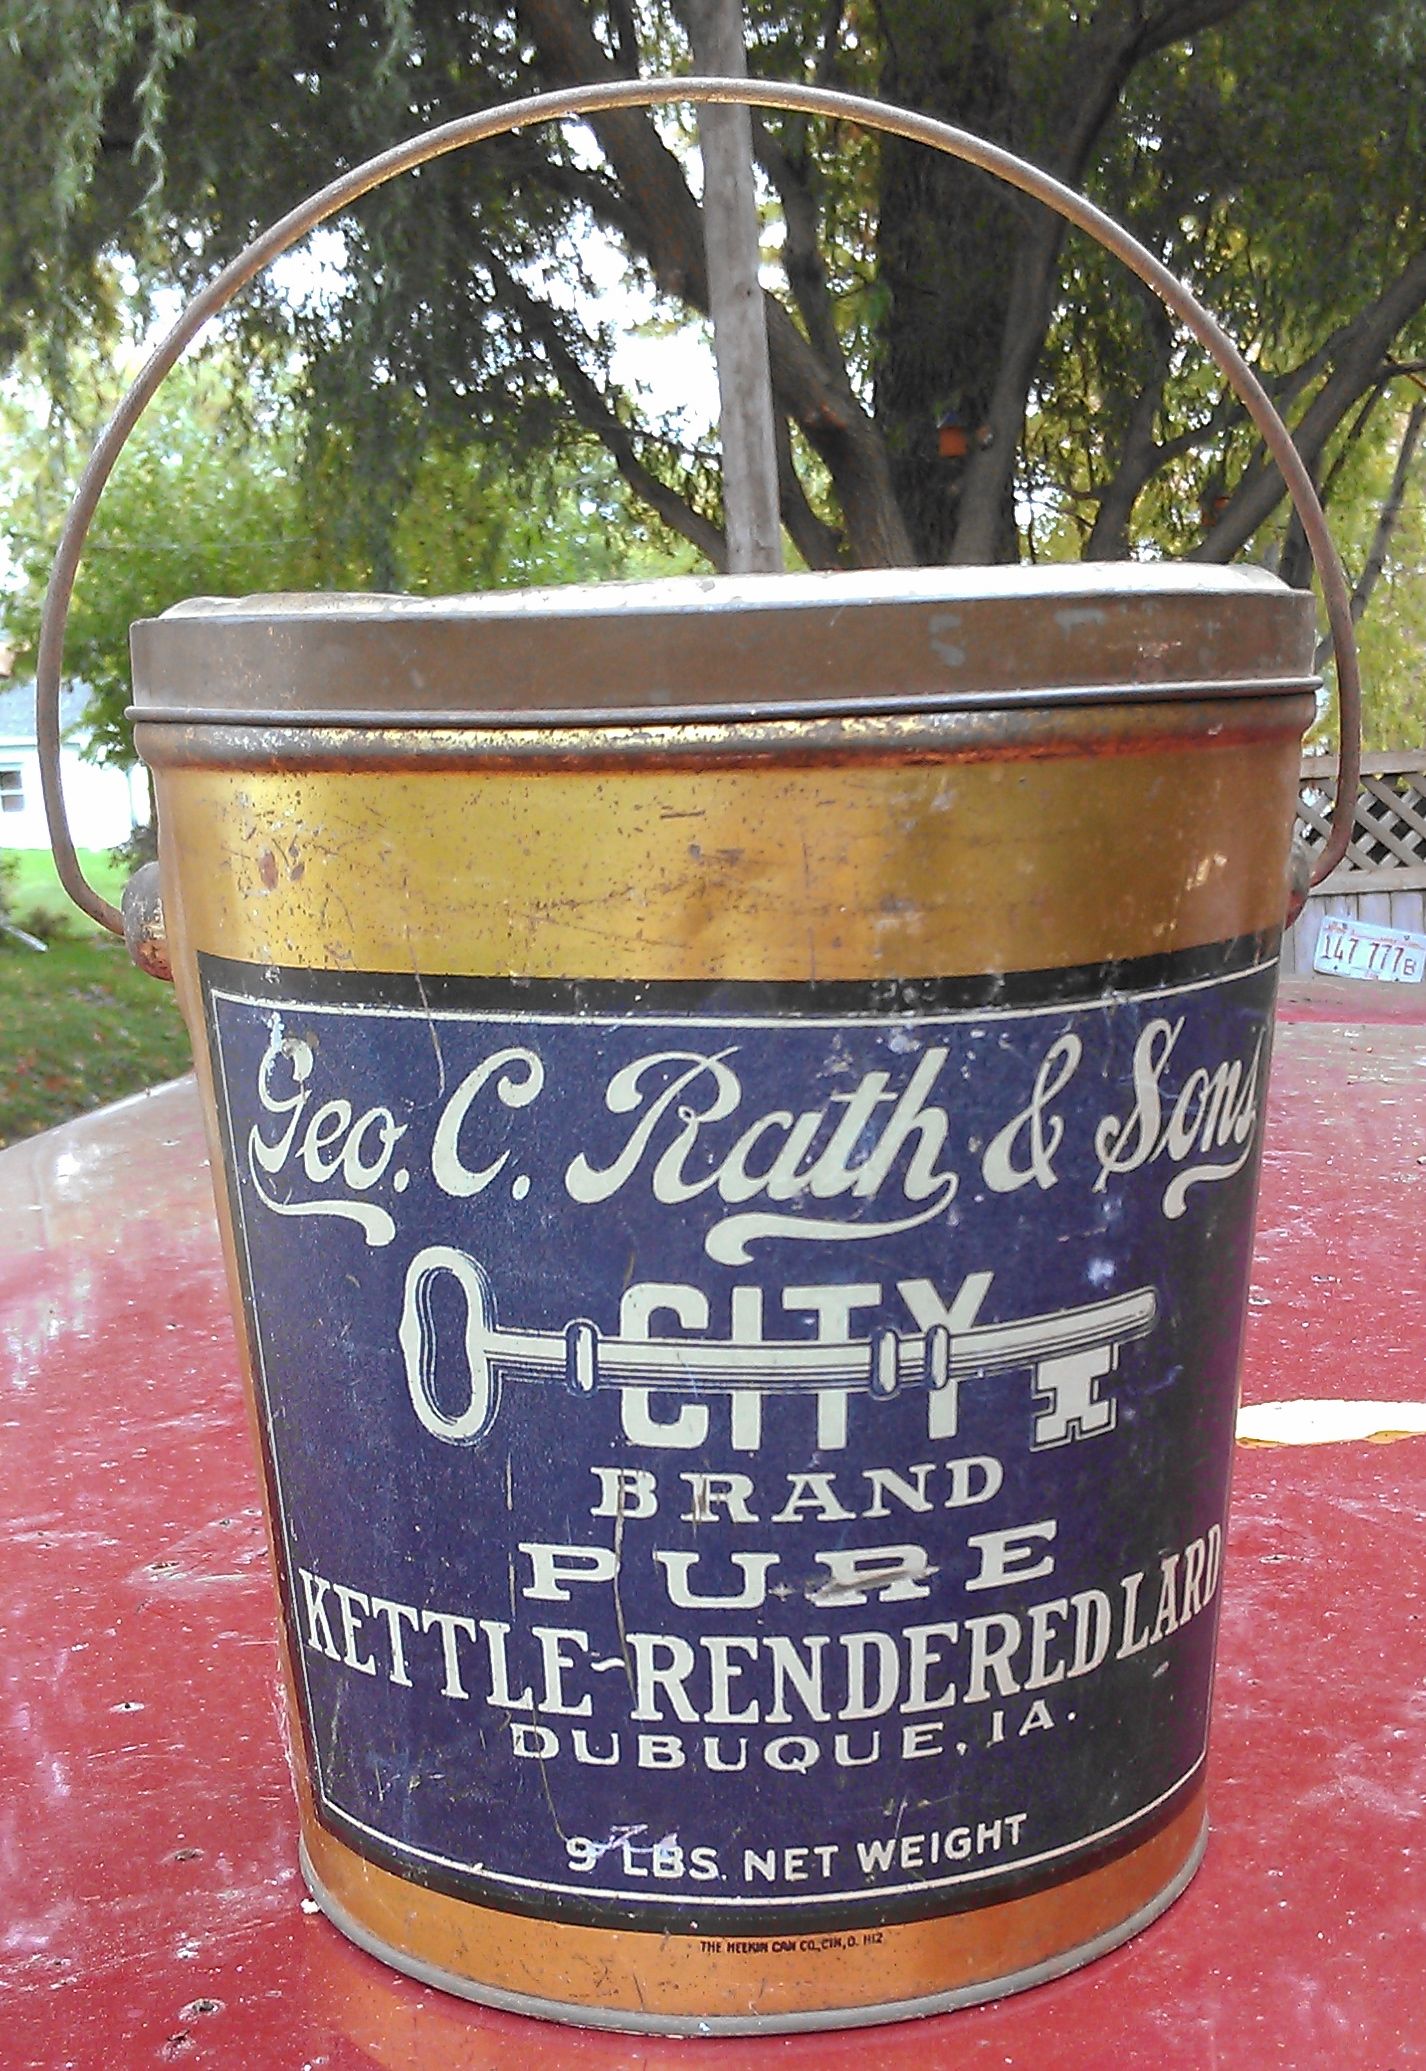 147 777 B
Geo. C. Rath & Sons'
CITY
BRAND
PURE
KETTLE~RENDERED LARD
DUBUQUE, IA.
9 LBS. NET WEIGHT
THE HEEKIN CAN CO., CIN, O. H12